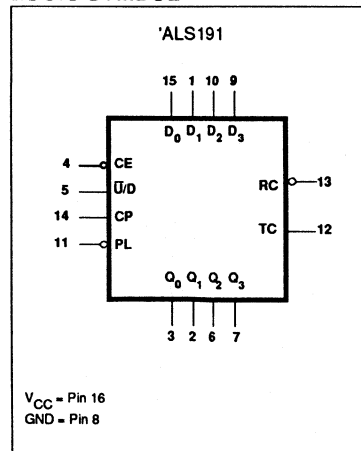 'ALS191
15 1 10 9
D0 D1 D2 D3
4 CE
5 U̅/D
14 CP
11 PL
RC 13
TC 12
Q0 Q1 Q2 Q3
3 2 6 7
VCC = Pin 16
GND = Pin 8